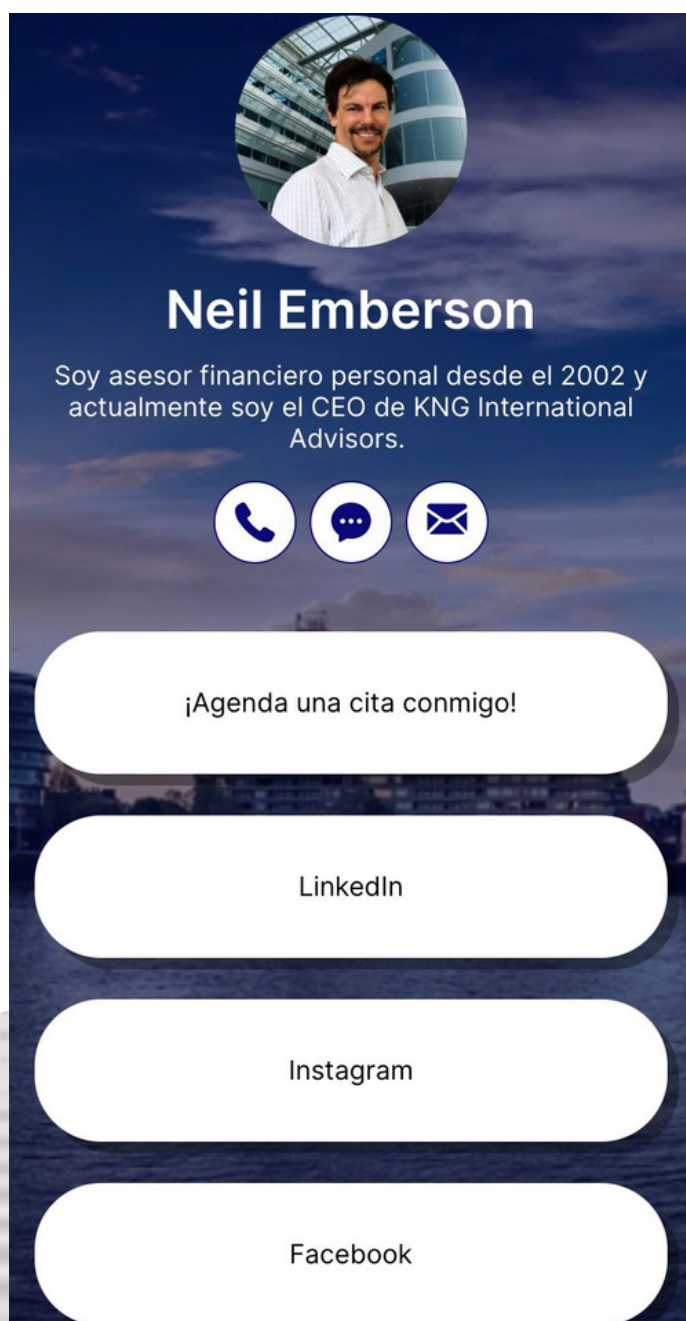 Neil Emberson
Soy asesor financiero personal desde el 2002 y
actualmente soy el CEO de KNG International
Advisors.
¡Agenda una cita conmigo!
LinkedIn
Instagram
Facebook